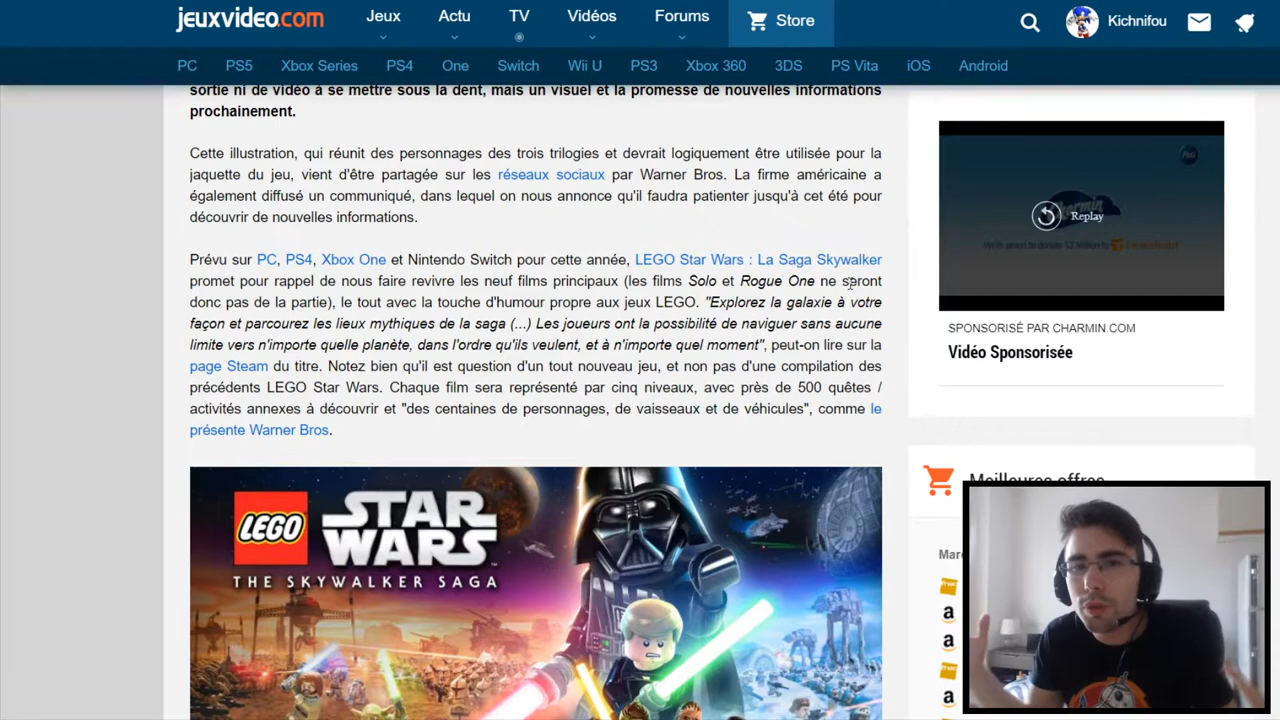 jeuxvideo.com
Jeux Actu TV Vidéos Forums Store Kichnifou
PC PS5 Xbox Series PS4 One Switch Wii U PS3 Xbox 360 3DS PS Vita iOS Android
sortie ni de vidéo à se mettre sous la dent, mais un visuel et la promesse de nouvelles informations
prochainement.
Cette illustration, qui réunit des personnages des trois trilogies et devrait logiquement être utilisée pour la
jaquette du jeu, vient d'être partagée sur les réseaux sociaux par Warner Bros. La firme américaine a
également diffusé un communiqué, dans lequel on nous annonce qu'il faudra patienter jusqu'à cet été pour
découvrir de nouvelles informations.
Prévu sur PC, PS4, Xbox One et Nintendo Switch pour cette année, LEGO Star Wars : La Saga Skywalker
promet pour rappel de nous faire revivre les neuf films principaux (les films Solo et Rogue One ne seront
donc pas de la partie), le tout avec la touche d'humour propre aux jeux LEGO. "Explorez la galaxie à votre
façon et parcourez les lieux mythiques de la saga (...) Les joueurs ont la possibilité de naviguer sans aucune
limite vers n'importe quelle planète, dans l'ordre qu'ils veulent, et à n'importe quel moment", peut-on lire sur la
page Steam du titre. Notez bien qu'il est question d'un tout nouveau jeu, et non pas d'une compilation des
précédents LEGO Star Wars. Chaque film sera représenté par cinq niveaux, avec près de 500 quêtes /
activités annexes à découvrir et "des centaines de personnages, de vaisseaux et de véhicules", comme le
présente Warner Bros.
LEGO STAR
WARS
THE SKYWALKER SAGA
P&G
Charmin
Replay
We're proud to donate $2 Million to
SPONSORISÉ PAR CHARMIN.COM
Vidéo Sponsorisée
Meilleures offres